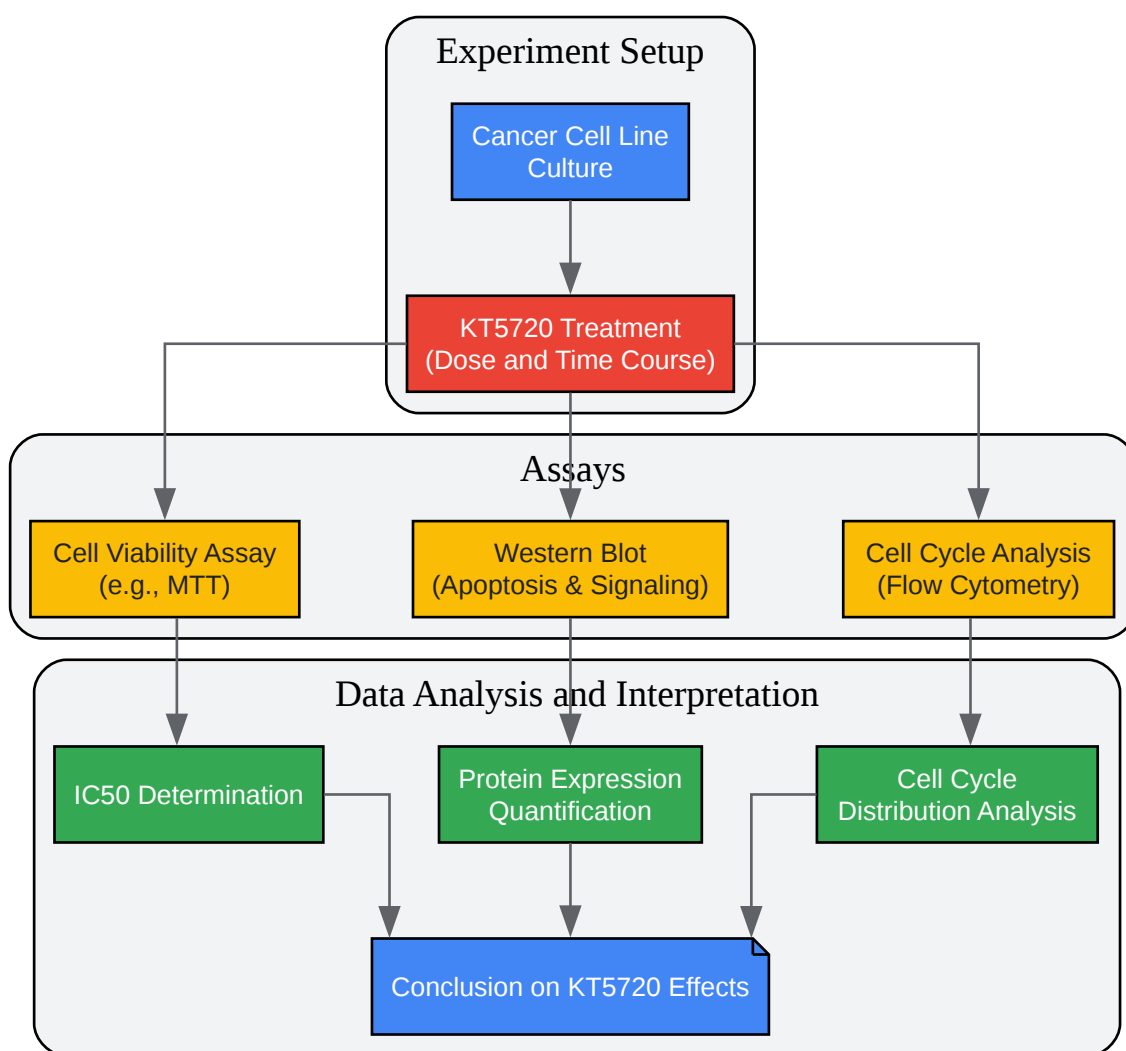 Experiment Setup
Cancer Cell Line
Culture
KT5720 Treatment
(Dose and Time Course)
Assays
Cell Viability Assay
(e.g., MTT)
Western Blot
(Apoptosis & Signaling)
Cell Cycle Analysis
(Flow Cytometry)
Data Analysis and Interpretation
IC50 Determination
Protein Expression
Quantification
Cell Cycle
Distribution Analysis
Conclusion on KT5720 Effects